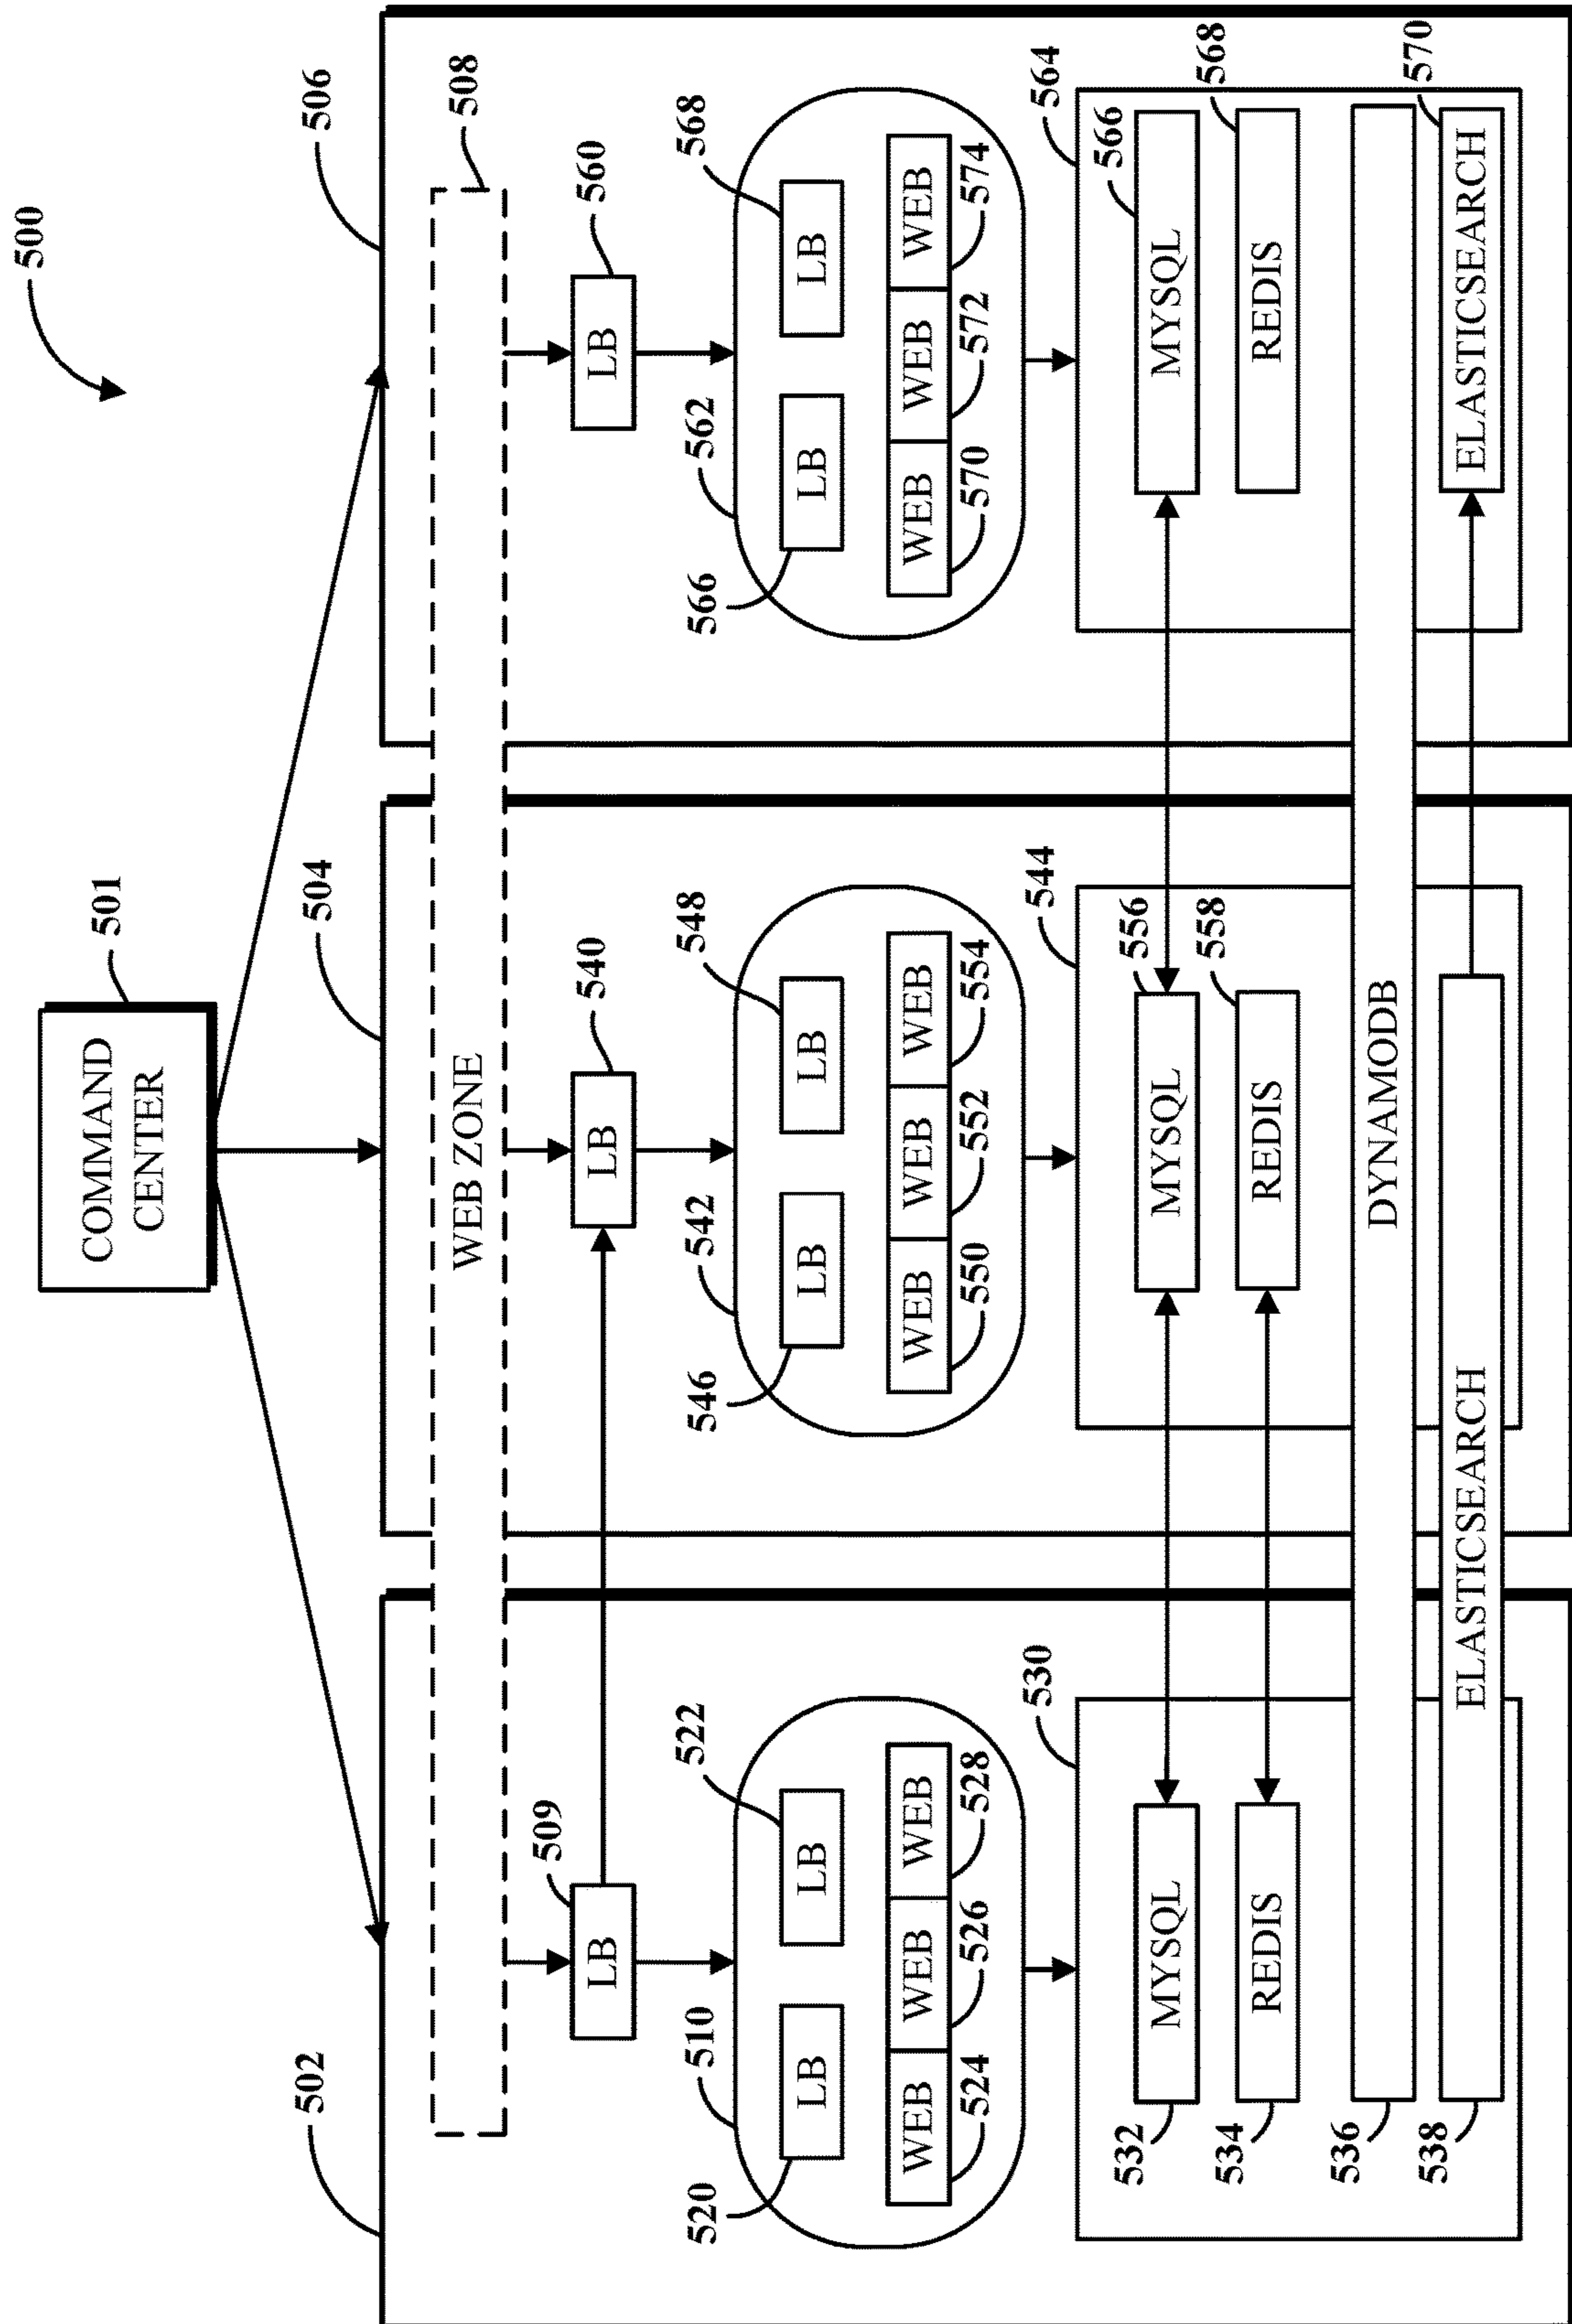 500
COMMAND
CENTER
501
502
504
506
WEB ZONE
508
LB
509
LB
540
LB
560
510
520
LB
LB
522
WEB
WEB
WEB
524
526
528
542
546
LB
LB
548
WEB
WEB
WEB
550
552
554
562
566
LB
LB
568
WEB
WEB
WEB
570
572
574
530
532
MYSQL
534
REDIS
536
538
544
MYSQL
556
REDIS
558
564
MYSQL
566
REDIS
568
DYNAMODB
ELASTICSEARCH
ELASTICSEARCH
570